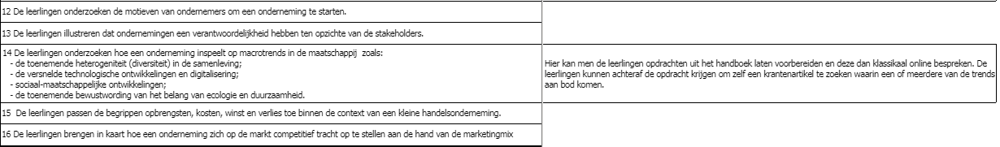 12 De leerlingen onderzoeken de motieven van ondernemers om een onderneming te starten.
13 De leerlingen illustreren dat ondernemingen een verantwoordelijkheid hebben ten opzichte van de stakeholders.
14 De leerlingen onderzoeken hoe een onderneming inspeelt op macrotrends in de maatschappij zoals:
- de toenemende heterogeniteit (diversiteit) in de samenleving;
- de versnelde technologische ontwikkelingen en digitalisering;
- sociaal-maatschappelijke ontwikkelingen;
- de toenemende bewustwording van het belang van ecologie en duurzaamheid.
Hier kan men de leerlingen opdrachten uit het handboek laten voorbereiden en deze dan klassikaal online bespreken. De
leerlingen kunnen achteraf de opdracht krijgen om zelf een krantenartikel te zoeken waarin een of meerdere van de trends
aan bod komen.
15 De leerlingen passen de begrippen opbrengsten, kosten, winst en verlies toe binnen de context van een kleine handelsonderneming.
16 De leerlingen brengen in kaart hoe een onderneming zich op de markt competitief tracht op te stellen aan de hand van de marketingmix